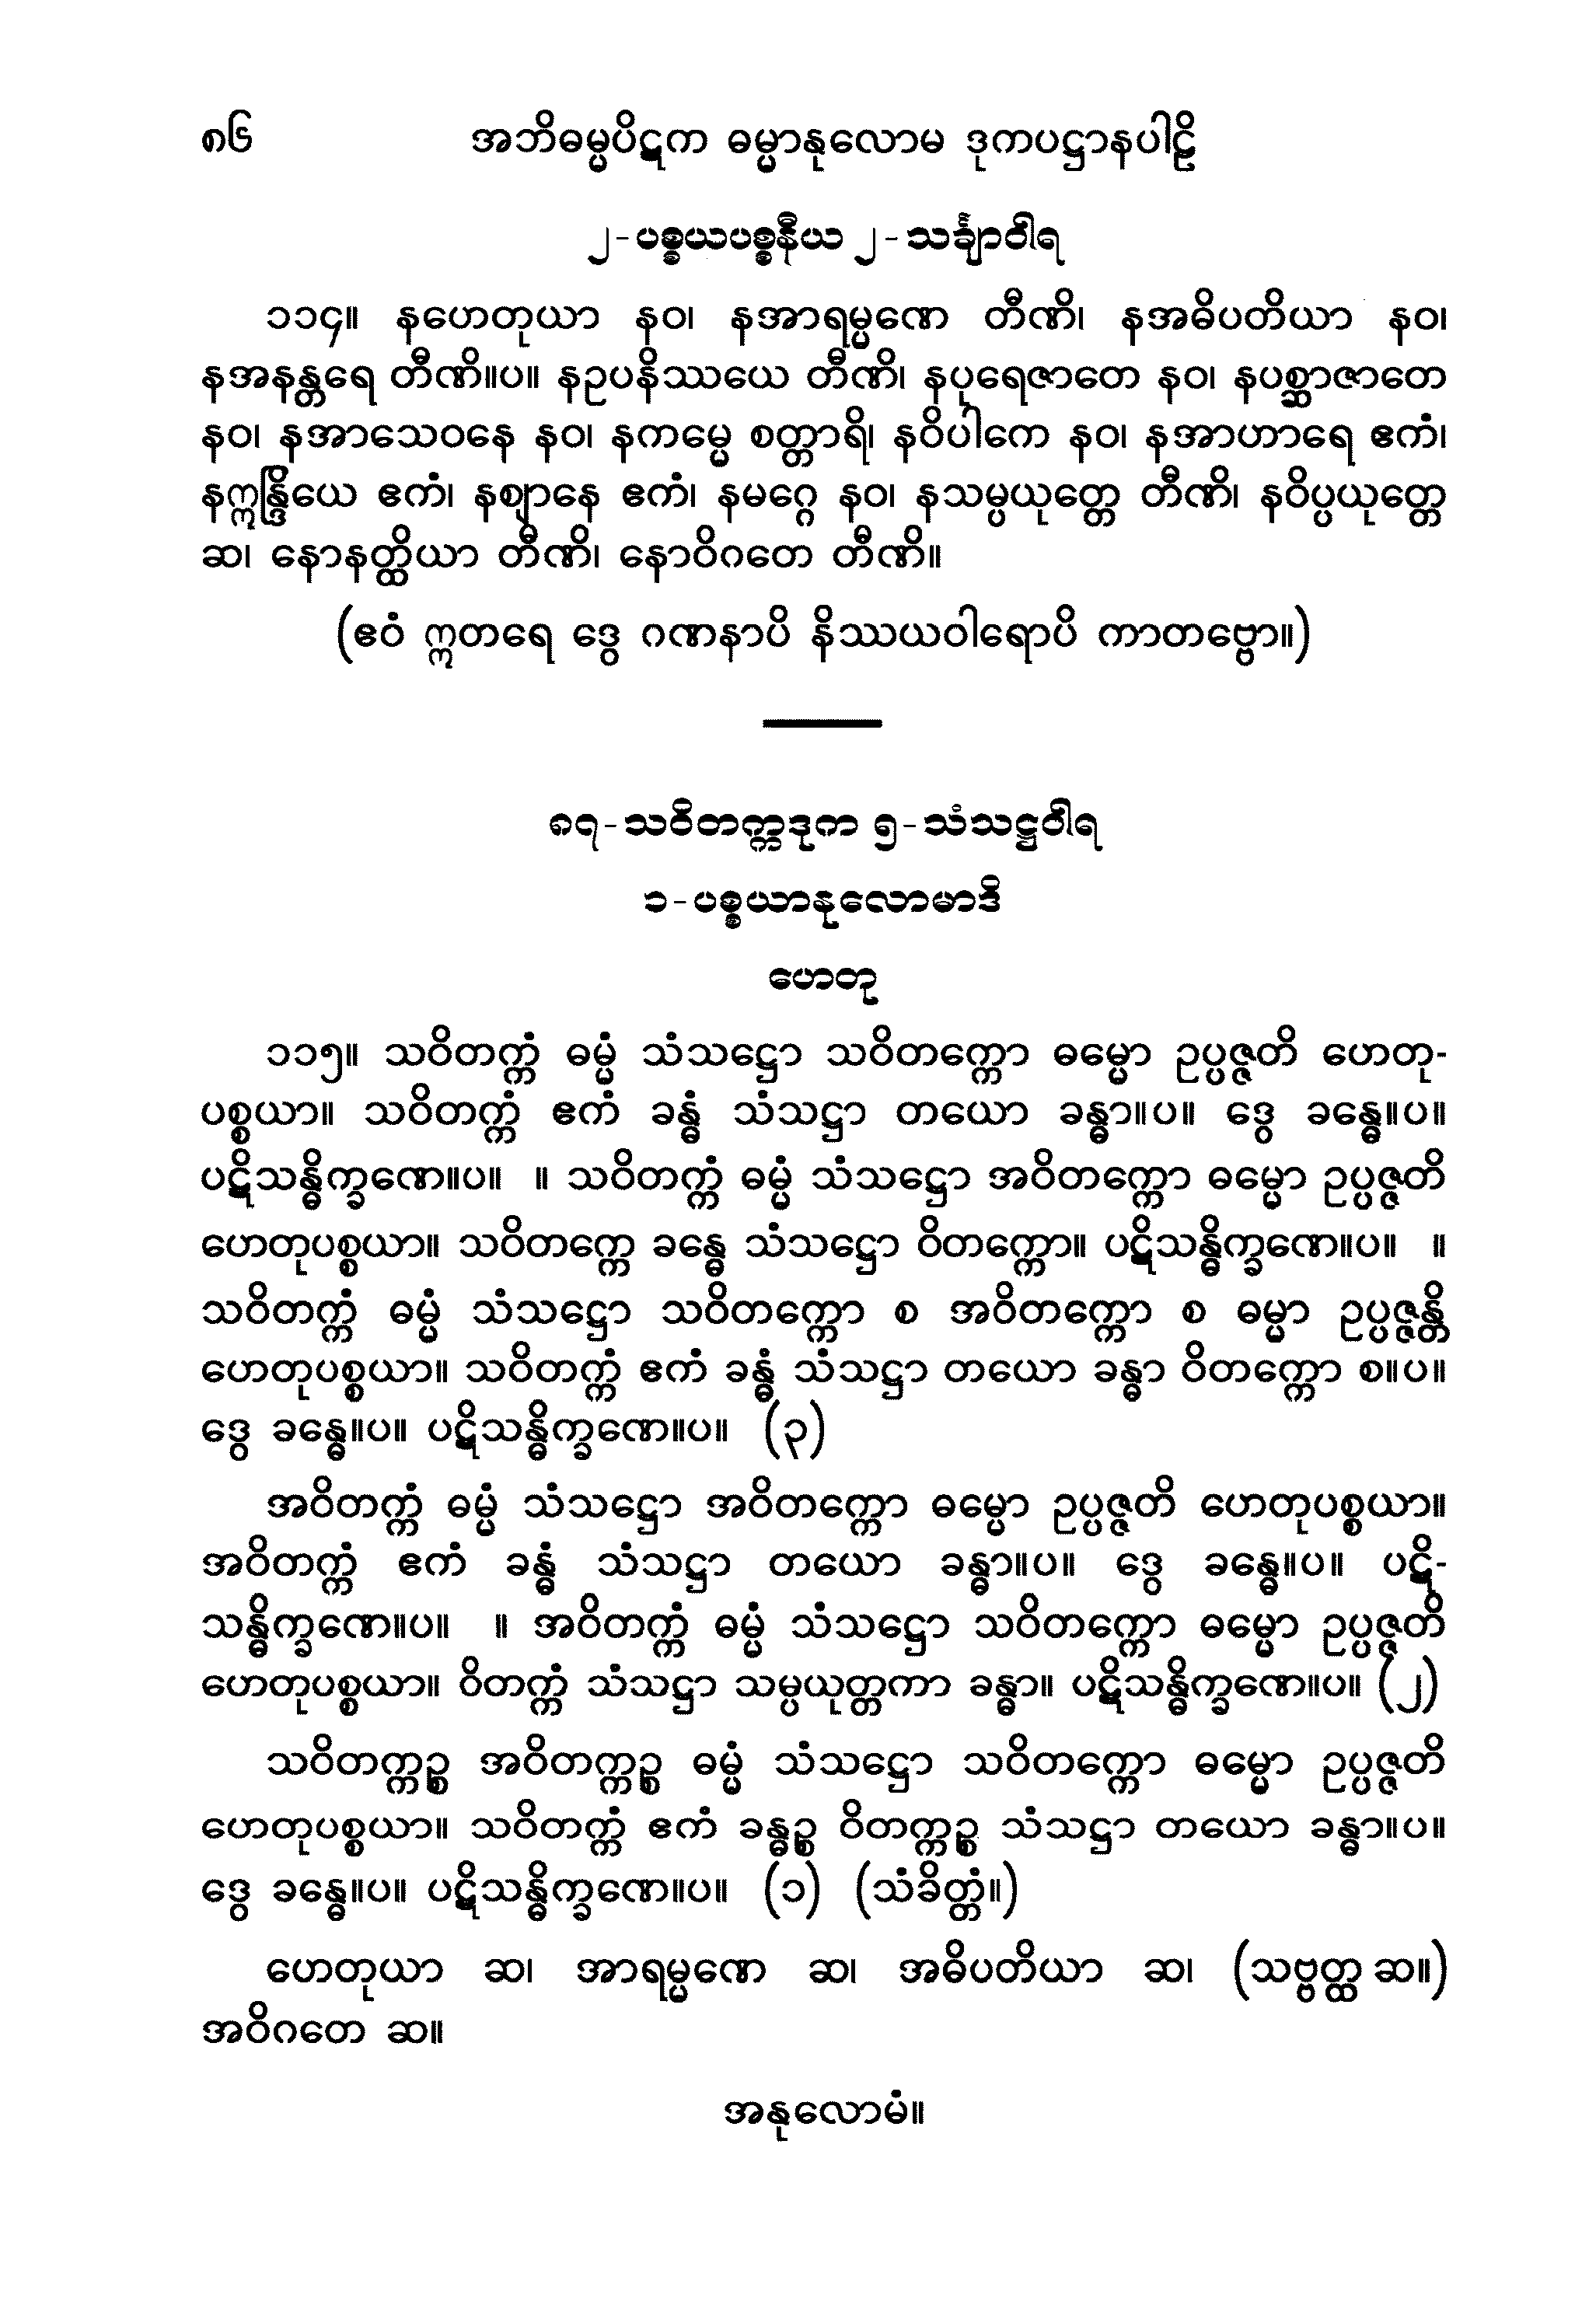 ၈၆ အဘိဓမ္မပိဋက ဓမ္မာနုလောမ ဒုကပဋ္ဌာနပါဠိ
၂-ပစ္စယပစ္စနီယ ၂-သင်္ချာဝါရ
၁၁၄။ နဟေတုယာ နဝ၊ နအာရမ္မဏေ တီဏိ၊ နအဓိပတိယာ နဝ၊
နအနန္တရေ တီဏိ။ပ။ နဥပနိဿယေ တီဏိ၊ နပုရေဇာတေ နဝ၊ နပစ္ဆာဇာတေ
နဝ၊ နအာသေဝနေ နဝ၊ နကမ္မေ စတ္တာရိ၊ နဝိပါကေ နဝ၊ နအာဟာရေ ဧကံ၊
နဣန္ဒြိယေ ဧကံ၊ နဈာနေ ဧကံ၊ နမဂ္ဂေ နဝ၊ နသမ္ပယုတ္တေ တီဏိ၊ နဝိပ္ပယုတ္တေ
ဆ၊ နောနတ္ထိယာ တီဏိ၊ နောဝိဂတေ တီဏိ။
(ဧဝံ ဣတရေ ဒွေ ဂဏနာပိ နိဿယဝါရောပိ ကာတဗ္ဗော။)
၈၇-သဝိတက္ကဒုက ၅-သံသဋ္ဌဝါရ
၁-ပစ္စယာနုလောမာဒိ
ဟေတု
၁၁၅။ သဝိတက္ကံ ဓမ္မံ သံသဋ္ဌော သဝိတက္ကော ဓမ္မော ဥပ္ပဇ္ဇတိ ဟေတု-
ပစ္စယာ။ သဝိတက္ကံ ဧကံ ခန္ဓံ သံသဋ္ဌာ တယော ခန္ဓာ။ပ။ ဒွေ ခန္ဓေ။ပ။
ပဋိသန္ဓိက္ခဏေ။ပ။ ။ သဝိတက္ကံ ဓမ္မံ သံသဋ္ဌော အဝိတက္ကော ဓမ္မော ဥပ္ပဇ္ဇတိ
ဟေတုပစ္စယာ။ သဝိတက္ကေ ခန္ဓေ သံသဋ္ဌော ဝိတက္ကော။ ပဋိသန္ဓိက္ခဏေ။ပ။ ။
သဝိတက္ကံ ဓမ္မံ သံသဋ္ဌော သဝိတက္ကော စ အဝိတက္ကော စ ဓမ္မာ ဥပ္ပဇ္ဇန္တိ
ဟေတုပစ္စယာ။ သဝိတက္ကံ ဧကံ ခန္ဓံ သံသဋ္ဌာ တယော ခန္ဓာ ဝိတက္ကော စ။ပ။
ဒွေ ခန္ဓေ။ပ။ ပဋိသန္ဓိက္ခဏေ။ပ။ (၃)
အဝိတက္ကံ ဓမ္မံ သံသဋ္ဌော အဝိတက္ကော ဓမ္မော ဥပ္ပဇ္ဇတိ ဟေတုပစ္စယာ။
အဝိတက္ကံ ဧကံ ခန္ဓံ သံသဋ္ဌာ တယော ခန္ဓာ။ပ။ ဒွေ ခန္ဓေ။ပ။ ပဋိ-
သန္ဓိက္ခဏေ။ပ။ ။ အဝိတက္ကံ ဓမ္မံ သံသဋ္ဌော သဝိတက္ကော ဓမ္မော ဥပ္ပဇ္ဇတိ
ဟေတုပစ္စယာ။ ဝိတက္ကံ သံသဋ္ဌာ သမ္ပယုတ္တကာ ခန္ဓာ။ ပဋိသန္ဓိက္ခဏေ။ပ။ (၂)
သဝိတက္ကဉ္စ အဝိတက္ကဉ္စ ဓမ္မံ သံသဋ္ဌော သဝိတက္ကော ဓမ္မော ဥပ္ပဇ္ဇတိ
ဟေတုပစ္စယာ။ သဝိတက္ကံ ဧကံ ခန္ဓဉ္စ ဝိတက္ကဉ္စ သံသဋ္ဌာ တယော ခန္ဓာ။ပ။
ဒွေ ခန္ဓေ။ပ။ ပဋိသန္ဓိက္ခဏေ။ပ။ (၁) (သံခိတ္တံ။)
ဟေတုယာ ဆ၊ အာရမ္မဏေ ဆ၊ အဓိပတိယာ ဆ၊ (သဗ္ဗတ္ထ ဆ။)
အဝိဂတေ ဆ။
အနုလောမံ။